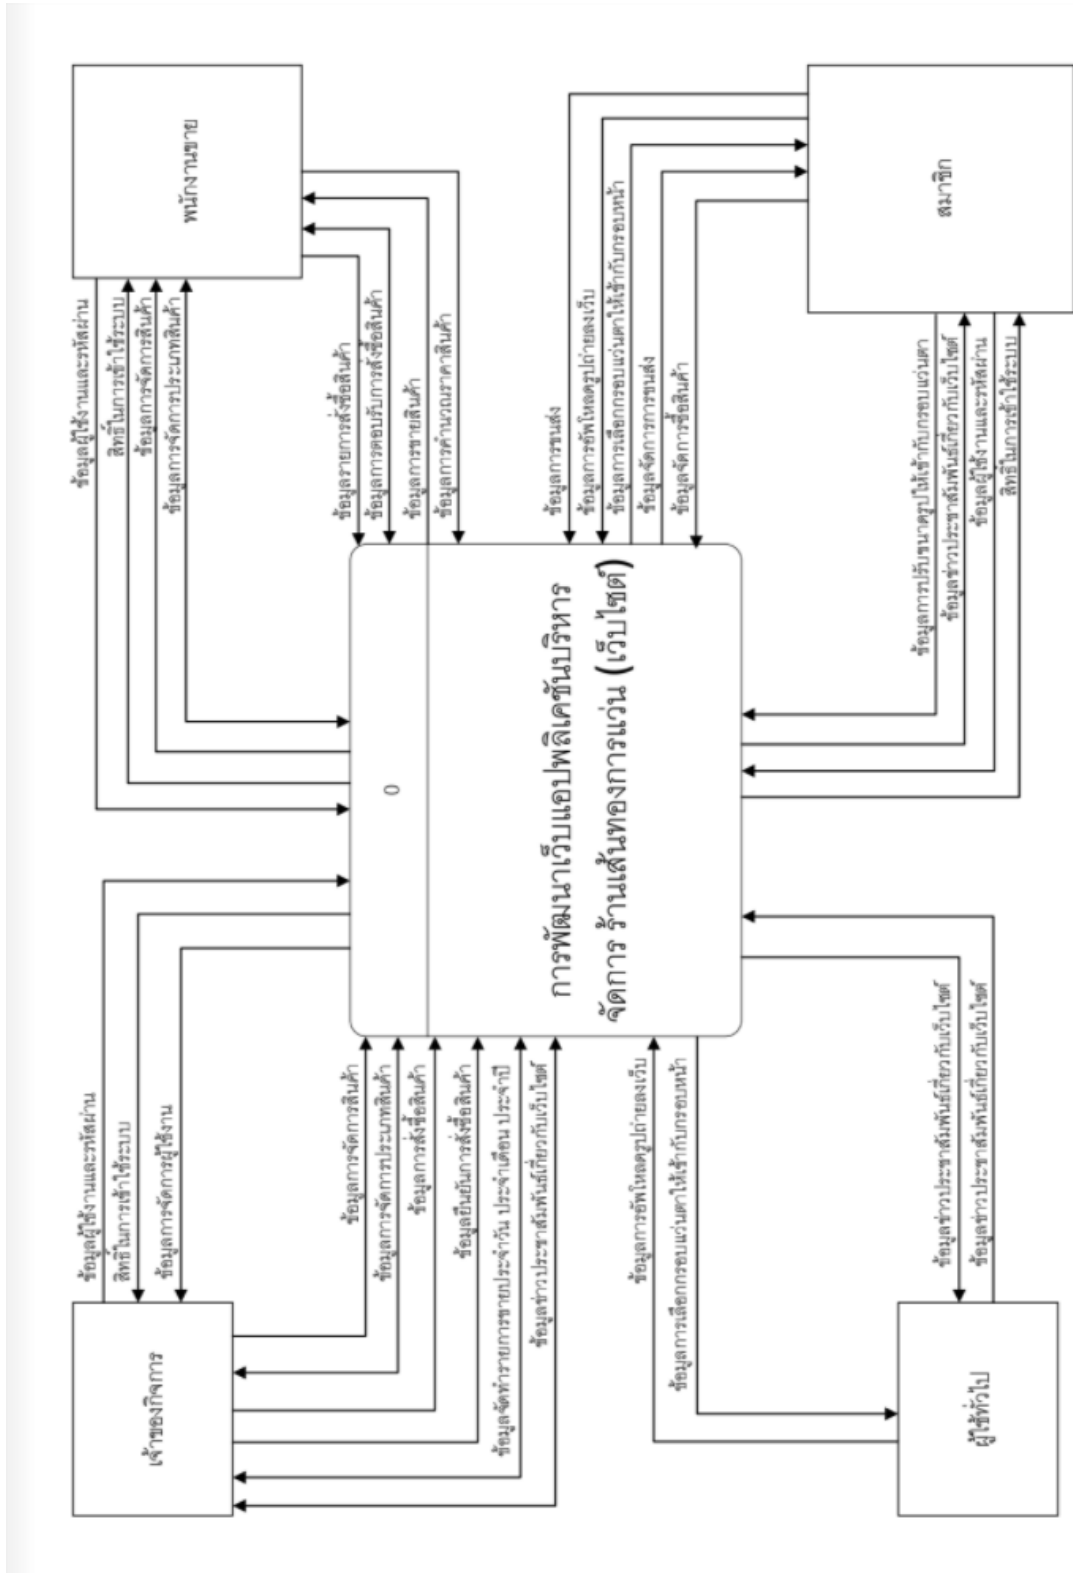 เจ้าของกิจการ
ข้อมูลผู้ใช้งานและรหัสผ่าน
สิทธิ์ในการเข้าใช้ระบบ
ข้อมูลการจัดการผู้ใช้งาน
ข้อมูลการจัดการสินค้า
ข้อมูลการจัดการประเภทสินค้า
ข้อมูลการสั่งซื้อสินค้า
ข้อมูลยืนยันการสั่งซื้อสินค้า
ข้อมูลจัดทำรายการขายประจำวัน ประจำเดือน ประจำปี
ข้อมูลข่าวประชาสัมพันธ์เกี่ยวกับเว็บไซต์
พนักงานขาย
ข้อมูลผู้ใช้งานและรหัสผ่าน
สิทธิ์ในการเข้าใช้ระบบ
ข้อมูลการจัดการสินค้า
ข้อมูลการจัดการประเภทสินค้า
ข้อมูลรายการสั่งซื้อสินค้า
ข้อมูลการตอบรับการสั่งซื้อสินค้า
ข้อมูลการขายสินค้า
ข้อมูลการคำนวนราคาสินค้า
0
การพัฒนาเว็บแอปพลิเคชันบริหาร
จัดการ ร้านเส้นทองการแว่น (เว็บไซต์)
ข้อมูลการอัพโหลดรูปถ่ายลงเว็บ
ข้อมูลการเลือกกรอบแว่นตาให้เข้ากับกรอบหน้า
ข้อมูลข่าวประชาสัมพันธ์เกี่ยวกับเว็บไซต์
ข้อมูลข่าวประชาสัมพันธ์เกี่ยวกับเว็บไซต์
ผู้ใช้ทั่วไป
ข้อมูลการขนส่ง
ข้อมูลการอัพโหลดรูปถ่ายลงเว็บ
ข้อมูลการเลือกกรอบแว่นตาให้เข้ากับกรอบหน้า
ข้อมูลจัดการการขนส่ง
ข้อมูลจัดการซื้อสินค้า
ข้อมูลการปรับขนาดรูปให้เข้ากับกรอบแว่นตา
ข้อมูลข่าวประชาสัมพันธ์เกี่ยวกับเว็บไซต์
ข้อมูลผู้ใช้งานและรหัสผ่าน
สิทธิ์ในการเข้าใช้ระบบ
สมาชิก